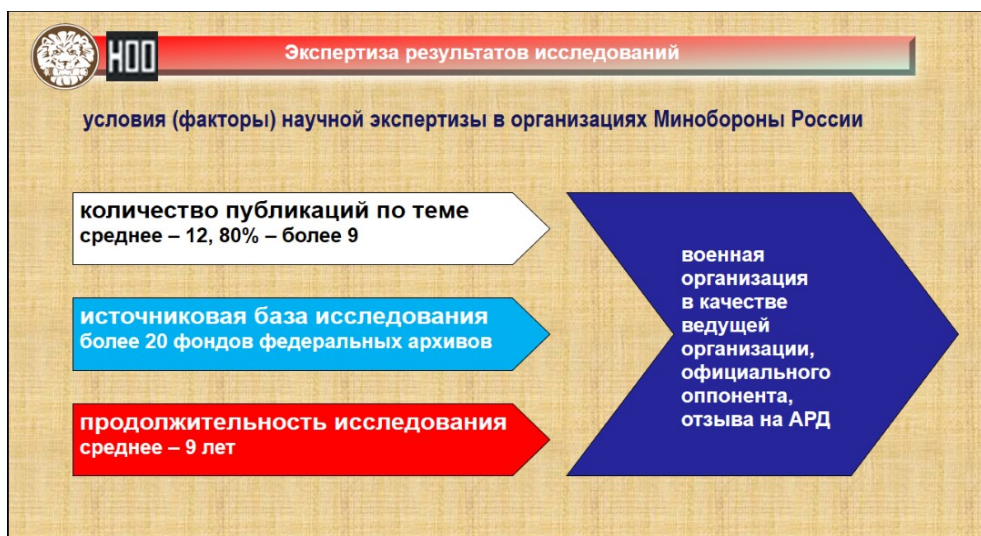 НОО
Экспертиза результатов исследований
условия (факторы) научной экспертизы в организациях Минобороны России
количество публикаций по теме
среднее – 12, 80% – более 9
источниковая база исследования
более 20 фондов федеральных архивов
продолжительность исследования
среднее – 9 лет
военная
организация
в качестве
ведущей
организации,
официального
оппонента,
отзыва на АРД